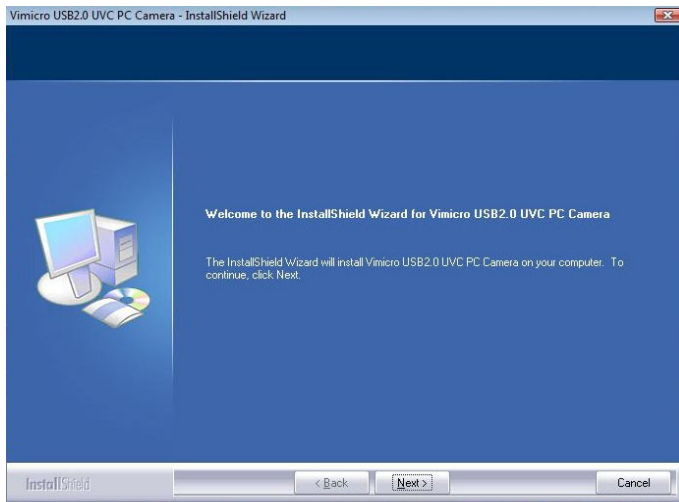 Vimicro USB2.0 UVC PC Camera - InstallShield Wizard
Welcome to the InstallShield Wizard for Vimicro USB2.0 UVC PC Camera
The InstallShield Wizard will install Vimicro USB2.0 UVC PC Camera on your computer. To
continue, click Next.
InstallShield
< Back
Next >
Cancel